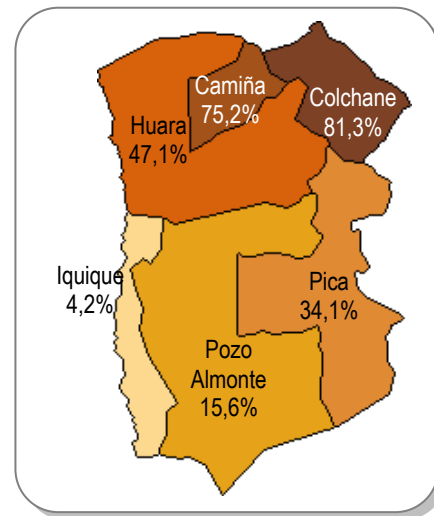 Camiña
75,2%
Colchane
81,3%
Huara
47,1%
Iquique
4,2%
Pica
34,1%
Pozo
Almonte
15,6%